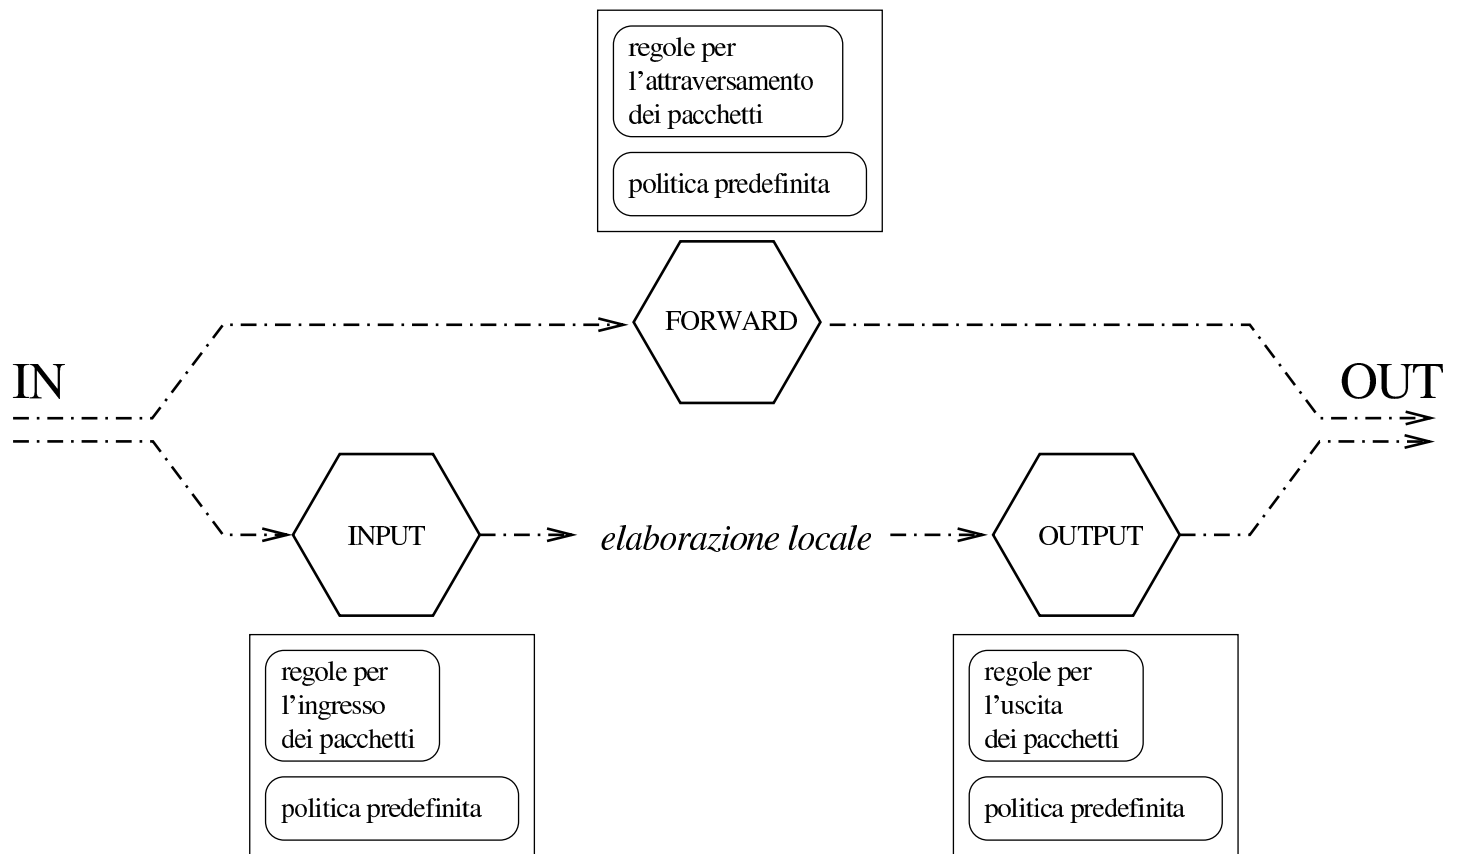 regole per
l’attraversamento
dei pacchetti
politica predefinita
FORWARD
IN
OUT
INPUT
elaborazione locale
OUTPUT
regole per
l’ingresso
dei pacchetti
politica predefinita
regole per
l’uscita
dei pacchetti
politica predefinita